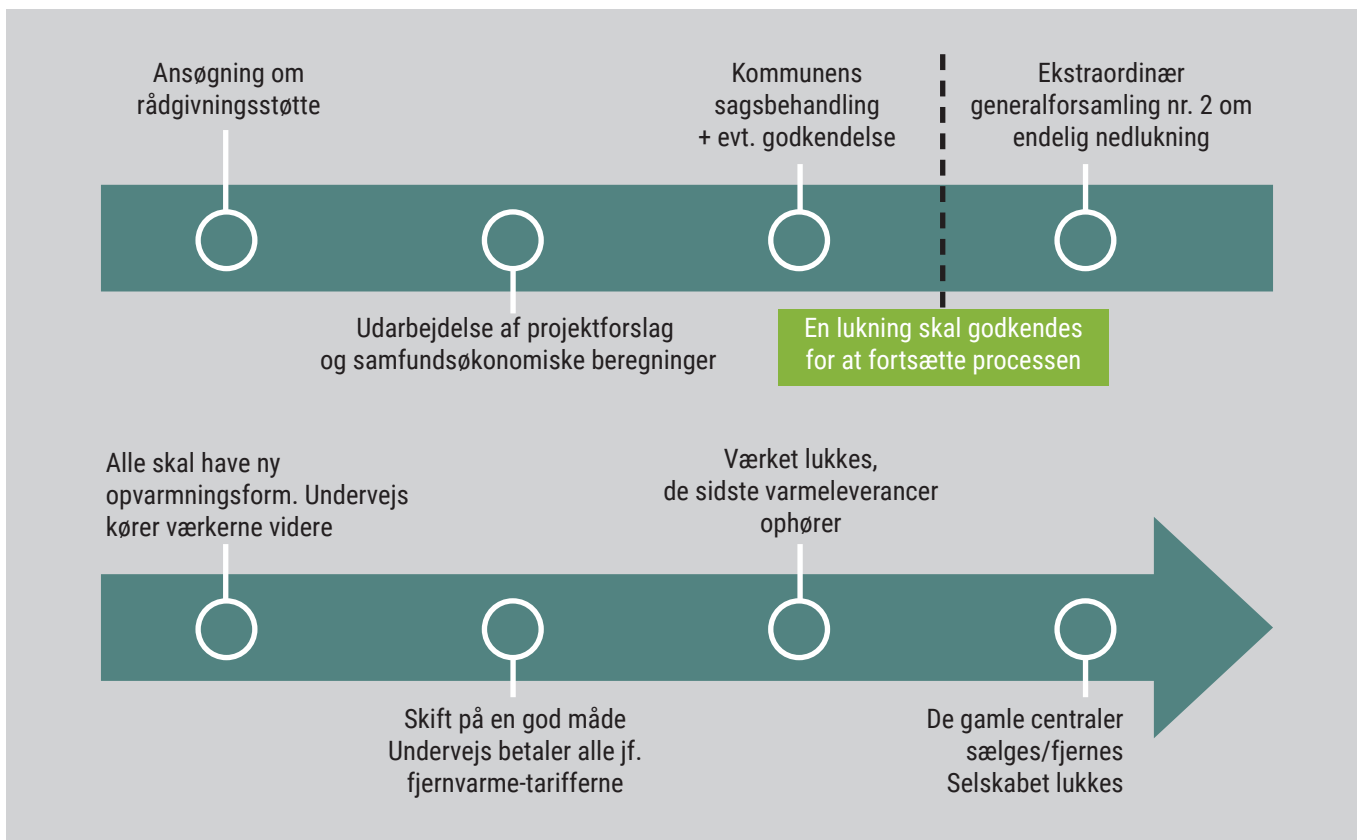 Ansøgning om
rådgivningsstøtte
Udarbejdelse af projektforslag
og samfundsøkonomiske beregninger
Kommunens
sagsbehandling
+ evt. godkendelse
En lukning skal godkendes
for at fortsætte processen
Ekstraordinær
generalforsamling nr. 2 om
endelig nedlukning
Alle skal have ny
opvarmningsform. Undervejs
kører værkerne videre
Skift på en god måde
Undervejs betaler alle jf.
fjernvarme-tarifferne
Værket lukkes,
de sidste varmeleverancer
ophører
De gamle centraler
sælges/fjernes
Selskabet lukkes